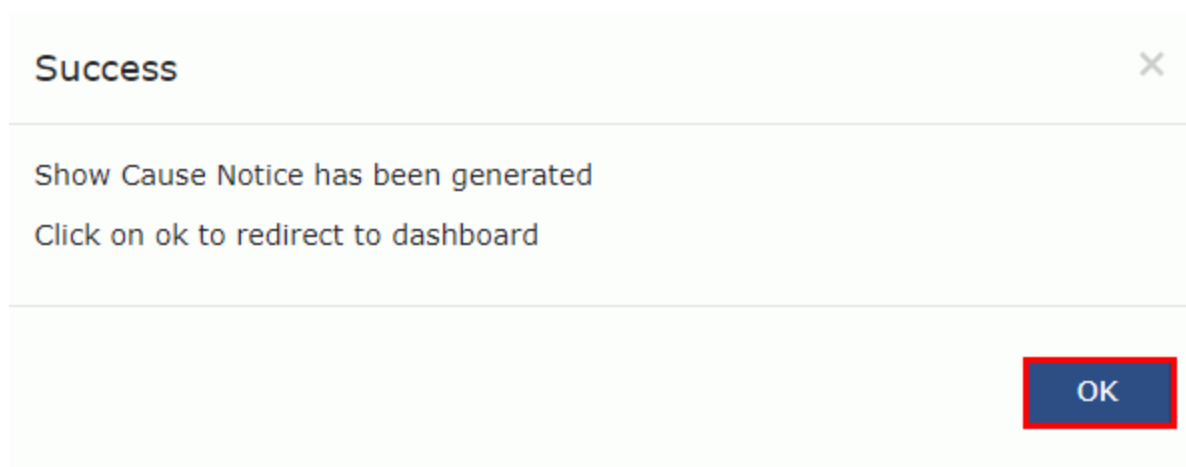 Success
Show Cause Notice has been generated
Click on ok to redirect to dashboard
OK